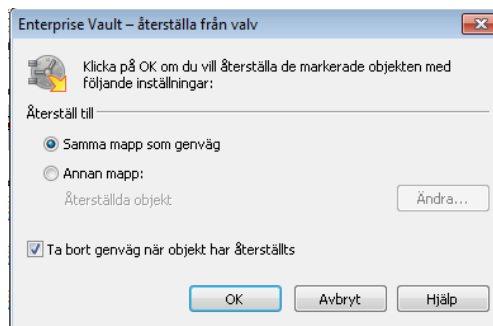 Enterprise Vault – återställa från valv
Klicka på OK om du vill återställa de markerade objekten med
följande inställningar:
Återställ till
Samma mapp som genväg
Annan mapp:
Återställda objekt
Ändra...
Ta bort genväg när objekt har återställts
OK
Avbryt
Hjälp